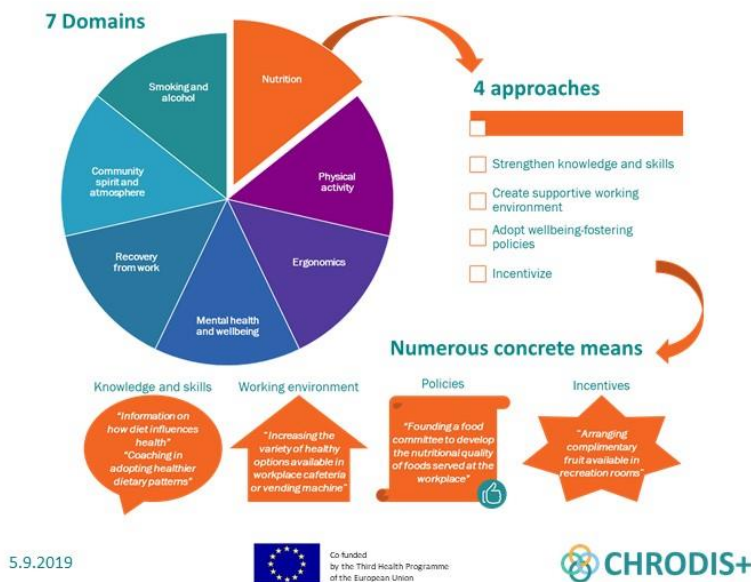 7 Domains
Smoking and
alcohol
Nutrition
Community
spirit and
atmosphere
Physical
activity
Recovery
from work
Ergonomics
Mental health
and wellbeing
4 approaches
Strengthen knowledge and skills
Create supportive working
environment
Adopt wellbeing-fostering
policies
Incentivize
Numerous concrete means
Knowledge and skills
"Information on
how diet influences
health"
"Coaching in
adopting healthier
dietary patterns"
Working environment
"Increasing the
variety of healthy
options available in
workplace cafeteria
or vending machine"
Policies
"Founding a food
committee to develop
the nutritional quality
of foods served at the
workplace"
Incentives
"Arranging
complimentary
fruit available in
recreation rooms"
5.9.2019
Co-funded
by the Third Health Programme
of the European Union
CHRODIS+